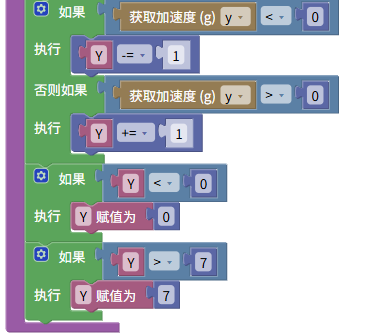 如果 获取加速度 (g) y < 0
执行 Y -= 1
否则如果 获取加速度 (g) y > 0
执行 Y += 1
如果 Y < 0
执行 Y 赋值为 0
如果 Y > 7
执行 Y 赋值为 7